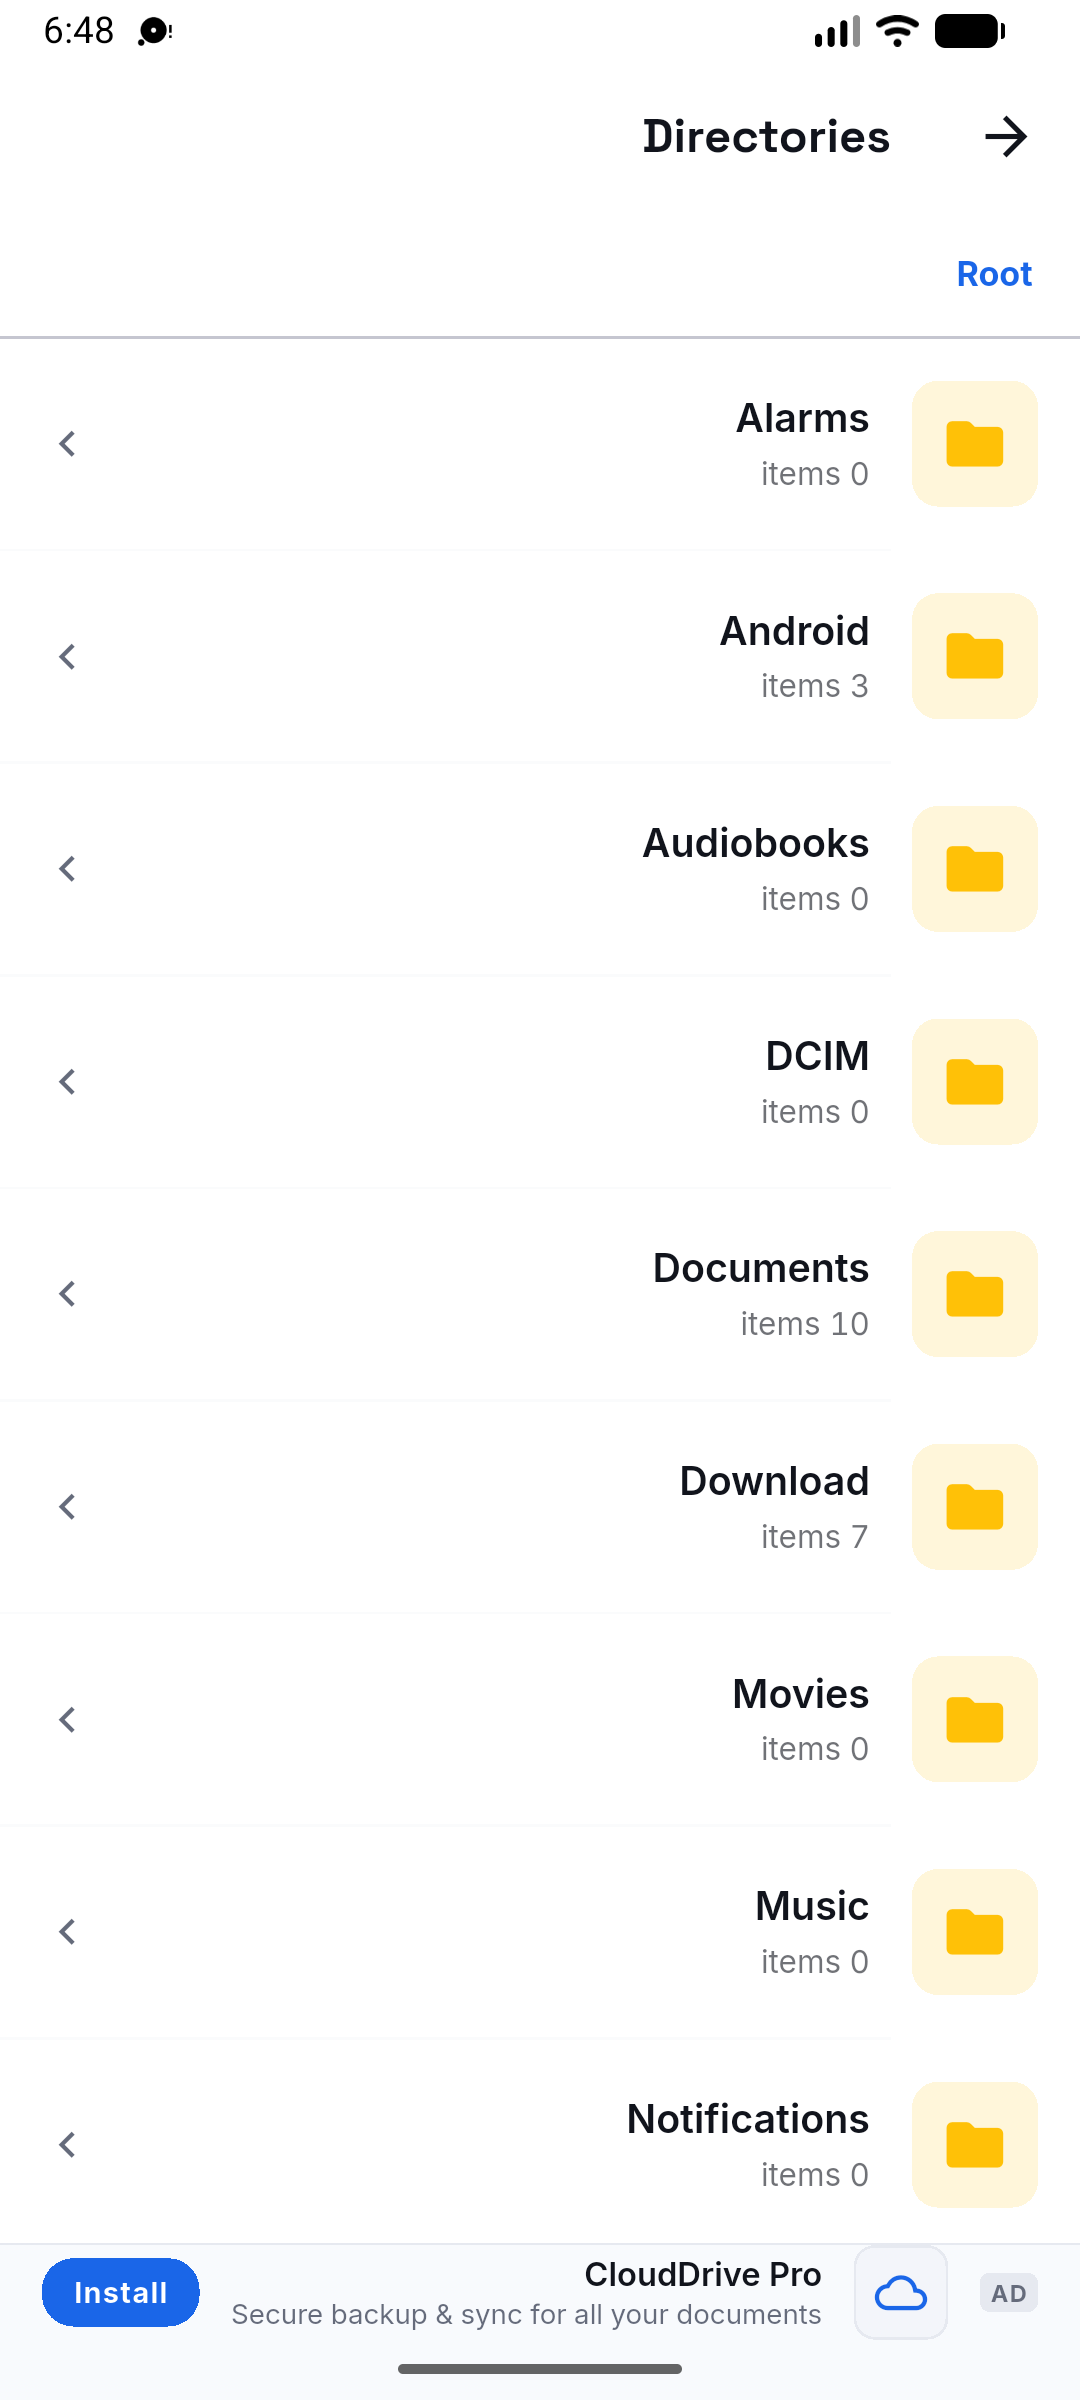 6:48
Directories
Root
Alarms
items 0
Android
items 3
Audiobooks
items 0
DCIM
items 0
Documents
items 10
Download
items 7
Movies
items 0
Music
items 0
Notifications
items 0
Install
CloudDrive Pro
Secure backup & sync for all your documents
AD